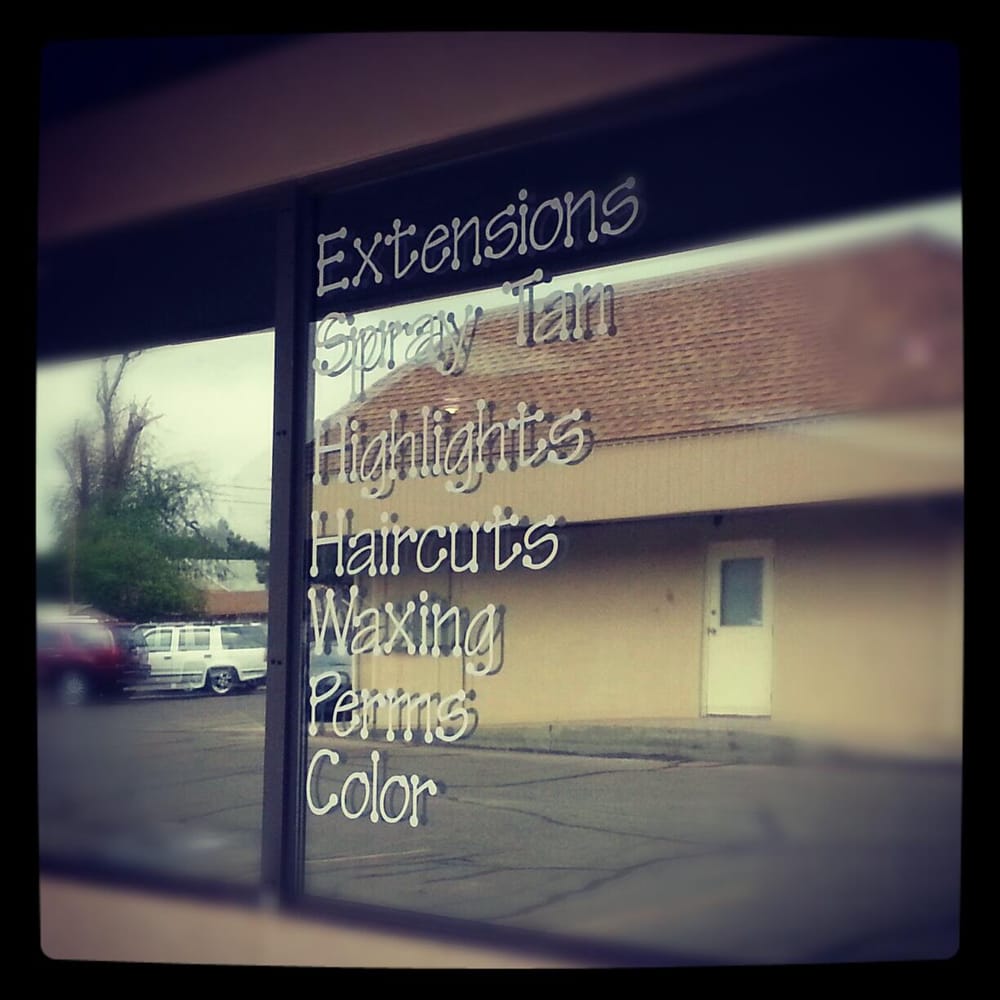 Extensions
Spray Tan
Highlights
Haircuts
Waxing
Perms
Color